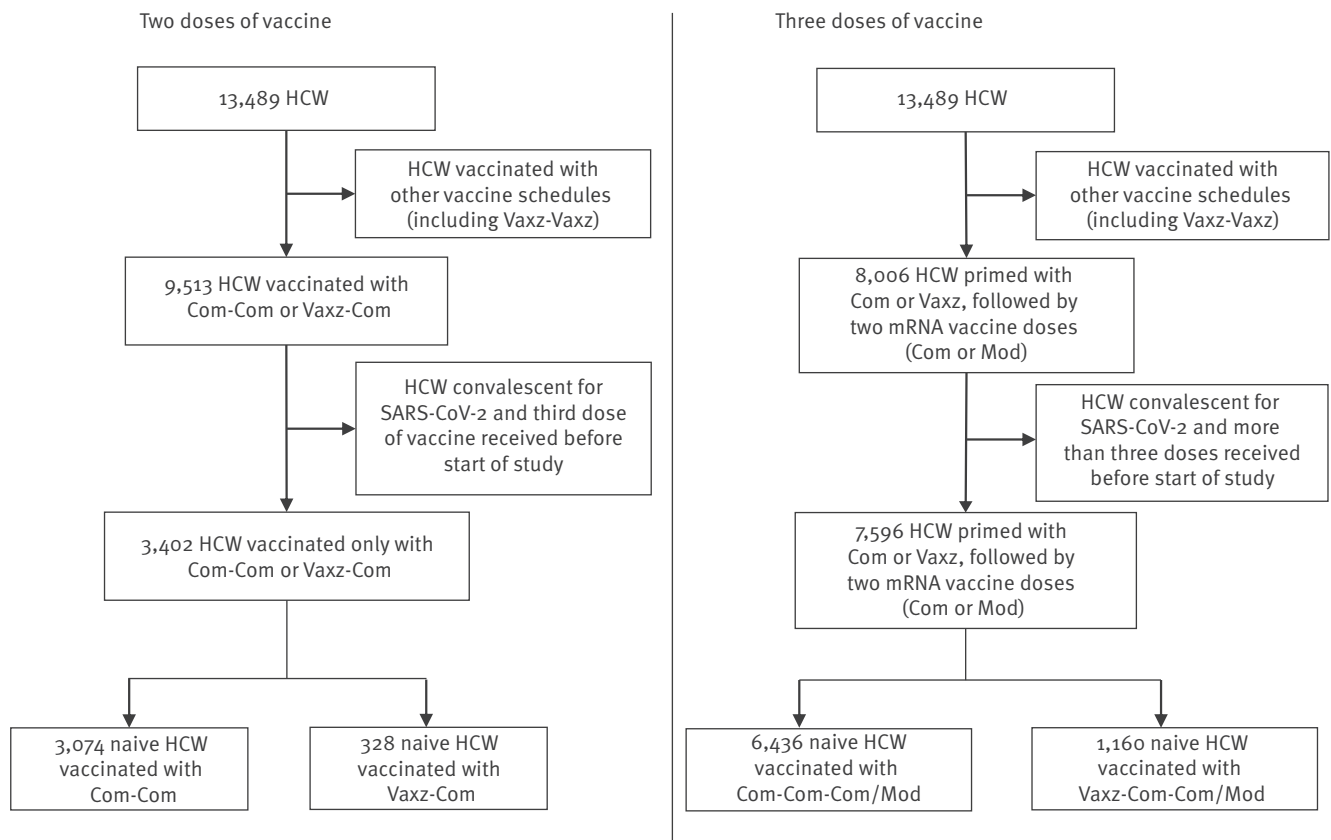 Two doses of vaccine
13,489 HCW
HCW vaccinated with
other vaccine schedules
(including Vaxz-Vaxz)
9,513 HCW vaccinated with
Com-Com or Vaxz-Com
HCW convalescent for
SARS-CoV-2 and third dose
of vaccine received before
start of study
3,402 HCW vaccinated only with
Com-Com or Vaxz-Com
3,074 naive HCW
vaccinated with
Com-Com
328 naive HCW
vaccinated with
Vaxz-Com
Three doses of vaccine
13,489 HCW
HCW vaccinated with
other vaccine schedules
(including Vaxz-Vaxz)
8,006 HCW primed with
Com or Vaxz, followed by
two mRNA vaccine doses
(Com or Mod)
HCW convalescent for
SARS-CoV-2 and more
than three doses received
before start of study
7,596 HCW primed with
Com or Vaxz, followed by
two mRNA vaccine doses
(Com or Mod)
6,436 naive HCW
vaccinated with
Com-Com-Com/Mod
1,160 naive HCW
vaccinated with
Vaxz-Com-Com/Mod